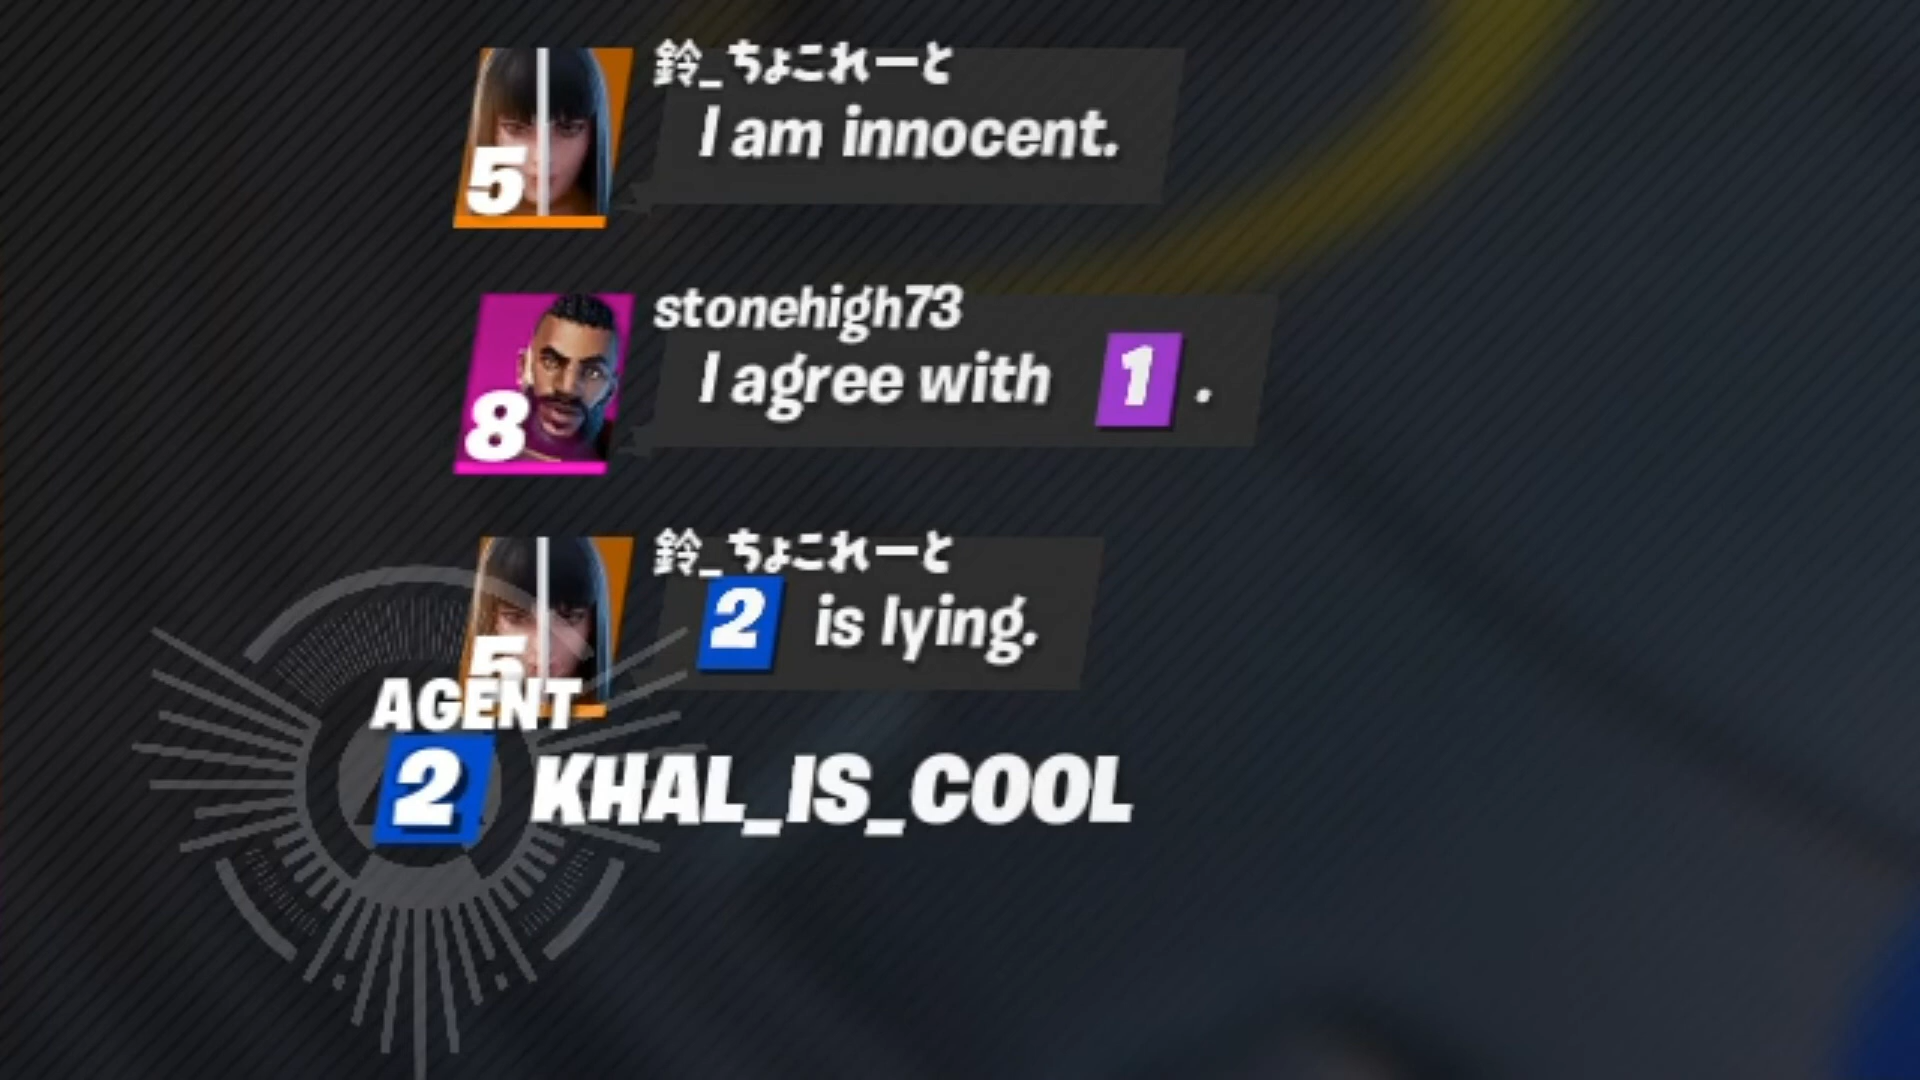 鈴_ちょこれーと
I am innocent.
5
stonehigh73
I agree with 1 .
8
鈴_ちょこれーと
2 is lying.
5
AGENT
2 KHAL_IS_COOL